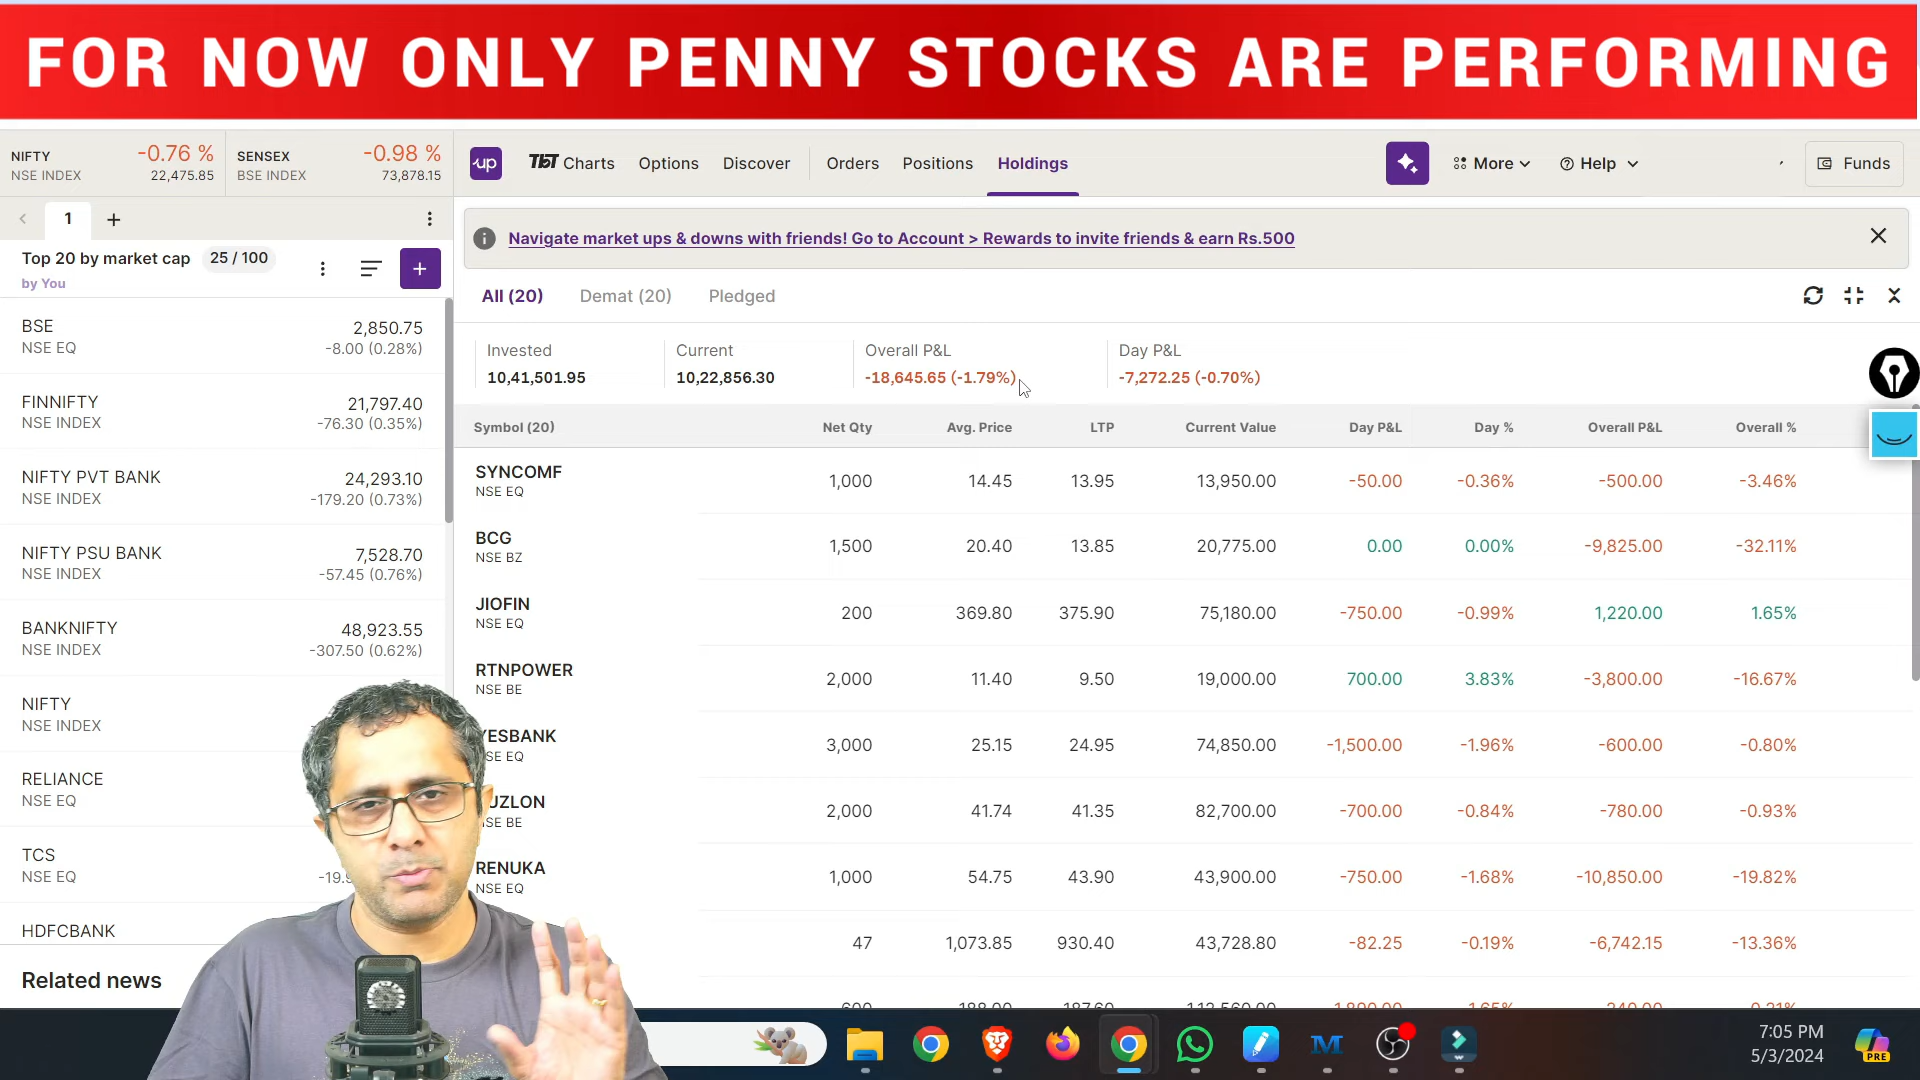 FOR NOW ONLY PENNY STOCKS ARE PERFORMING
NIFTY -0.76 %
NSE INDEX 22,475.85
SENSEX -0.98 %
BSE INDEX 73,878.15
up
TBT Charts Options Discover Orders Positions Holdings
More Help Funds
1 +
Top 20 by market cap 25 / 100
by You
+
BSE 2,850.75
NSE EQ -8.00 (0.28%)
FINNIFTY 21,797.40
NSE INDEX -76.30 (0.35%)
NIFTY PVT BANK 24,293.10
NSE INDEX -179.20 (0.73%)
NIFTY PSU BANK 7,528.70
NSE INDEX -57.45 (0.76%)
BANKNIFTY 48,923.55
NSE INDEX -307.50 (0.62%)
NIFTY
NSE INDEX
RELIANCE
NSE EQ
TCS
NSE EQ
HDFCBANK
Related news
Navigate market ups & downs with friends! Go to Account > Rewards to invite friends & earn Rs.500
All (20) Demat (20) Pledged
Invested Current Overall P&L Day P&L
10,41,501.95 10,22,856.30 -18,645.65 (-1.79%) -7,272.25 (-0.70%)
Symbol (20) Net Qty Avg. Price LTP Current Value Day P&L Day % Overall P&L Overall %
SYNCOMF 1,000 14.45 13.95 13,950.00 -50.00 -0.36% -500.00 -3.46%
NSE EQ
BCG 1,500 20.40 13.85 20,775.00 0.00 0.00% -9,825.00 -32.11%
NSE BZ
JIOFIN 200 369.80 375.90 75,180.00 -750.00 -0.99% 1,220.00 1.65%
NSE EQ
RTNPOWER 2,000 11.40 9.50 19,000.00 700.00 3.83% -3,800.00 -16.67%
NSE BE
YESBANK 3,000 25.15 24.95 74,850.00 -1,500.00 -1.96% -600.00 -0.80%
SE EQ
UZLON 2,000 41.74 41.35 82,700.00 -700.00 -0.84% -780.00 -0.93%
SE BE
RENUKA 1,000 54.75 43.90 43,900.00 -750.00 -1.68% -10,850.00 -19.82%
NSE EQ
47 1,073.85 930.40 43,728.80 -82.25 -0.19% -6,742.15 -13.36%
7:05 PM
5/3/2024
PRE